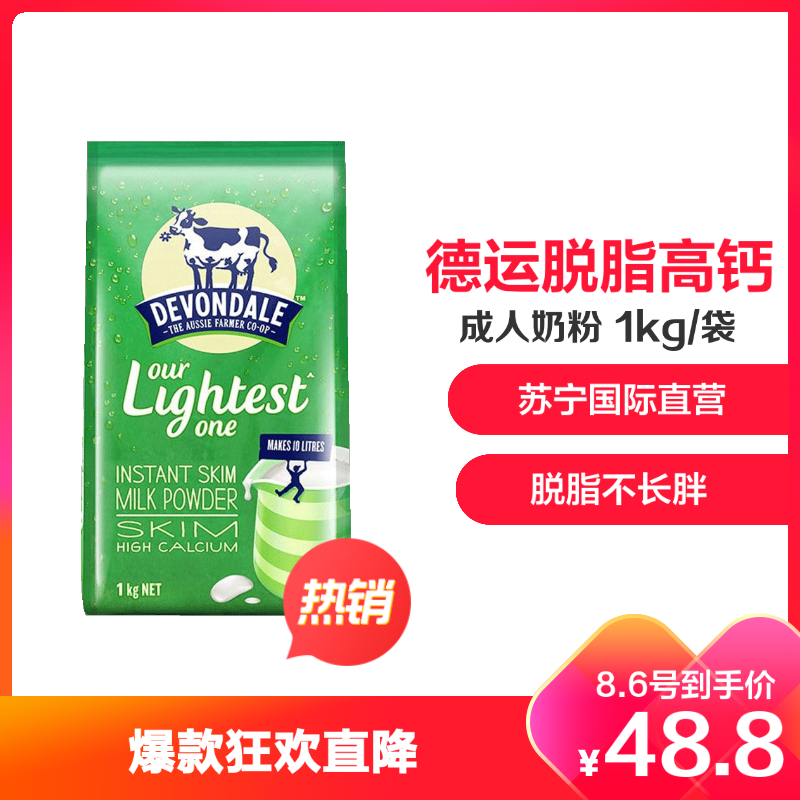 DEVONDALE
TM
THE AUSSIE FARMER CO-OP
our
Lightest^
one
MAKES 10 LITRES
INSTANT SKIM
MILK POWDER
SKIM
HIGH CALCIUM
1 kg NET
热销
德运脱脂高钙
成人奶粉 1kg/袋
苏宁国际直营
脱脂不长胖
8.6号到手价
¥48.8
爆款狂欢直降